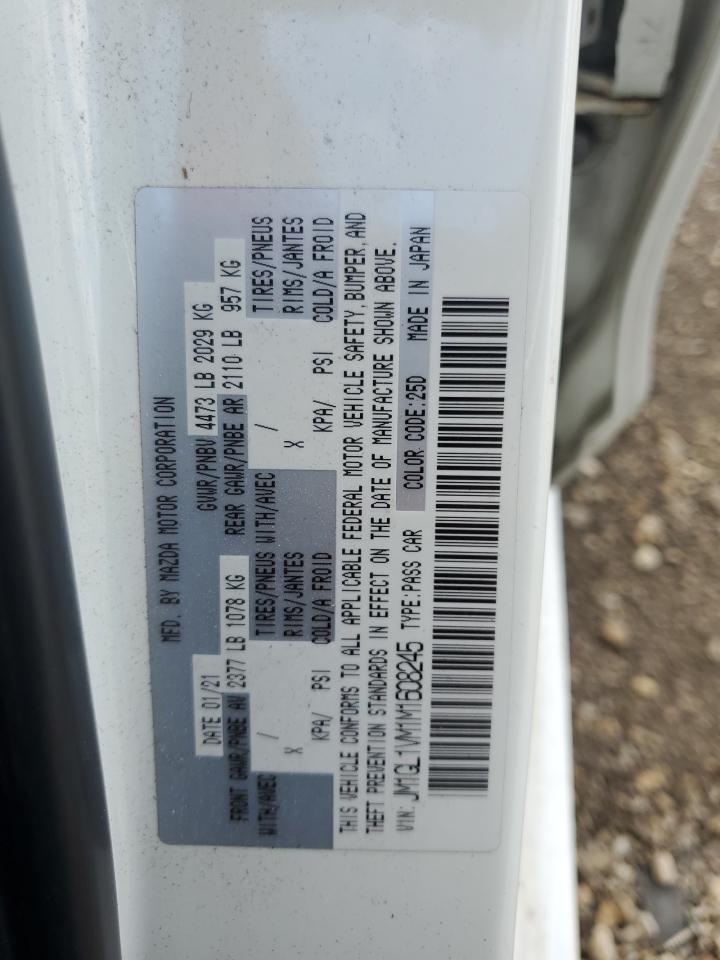 MFD. BY MAZDA MOTOR CORPORATION
DATE 01/21 GVWR/PNBV 4473 LB 2029 KG
FRONT GAWR/PNBE AV 2377 LB 1078 KG REAR GAWR/PNBE AR 2110 LB 957 KG
WITH/AVEC / TIRES/PNEUS WITH/AVEC / TIRES/PNEUS
X RIMS/JANTES X RIMS/JANTES
KPA/ PSI COLD/A FROID KPA/ PSI COLD/A FROID
THIS VEHICLE CONFORMS TO ALL APPLICABLE FEDERAL MOTOR VEHICLE SAFETY, BUMPER, AND
THEFT PREVENTION STANDARDS IN EFFECT ON THE DATE OF MANUFACTURE SHOWN ABOVE.
VIN: JM1GL1VM1M1608245 TYPE:PASS CAR COLOR CODE:25D MADE IN JAPAN